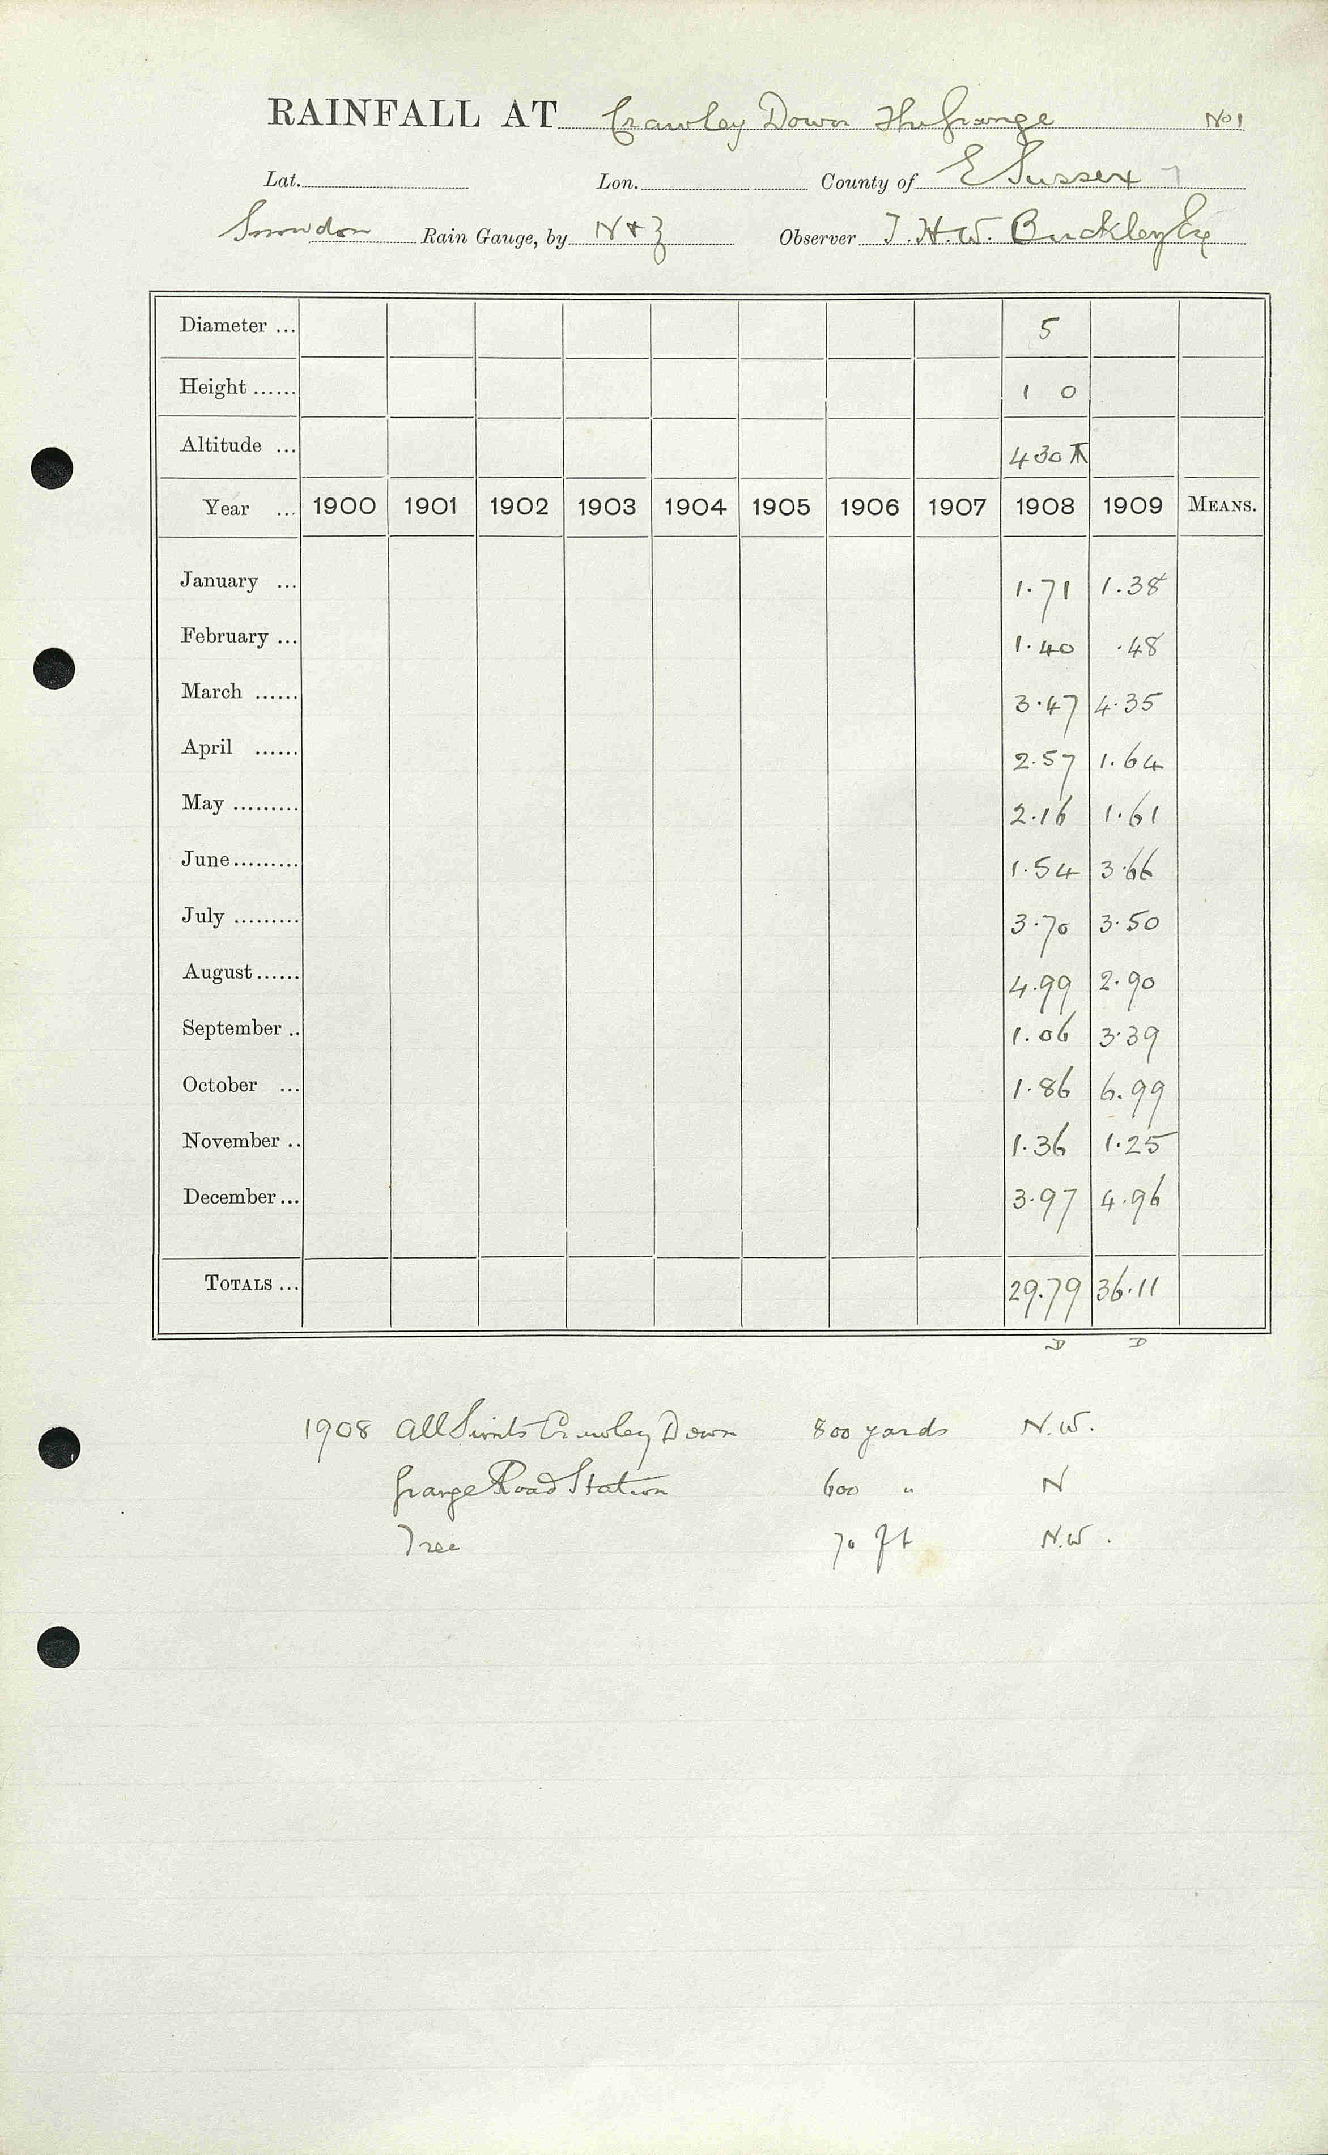 RAINFALL AT Crawley Down The Grange No 1
Lat. Lon. County of E Sussex 7
Snowdon Rain Gauge, by N & Z Observer T. H. W. Buckley Esq
Diameter ... 5
Height ...... 1 0
Altitude ... 430 ft
Year ... 1900 1901 1902 1903 1904 1905 1906 1907 1908 1909 MEANS.
January ... 1.71 1.38
February ... 1.40 .48
March ...... 3.47 4.35
April ...... 2.57 1.64
May ......... 2.16 1.61
June ......... 1.54 3.66
July ......... 3.70 3.50
August ...... 4.99 2.90
September .. 1.06 3.39
October ... 1.86 6.99
November .. 1.36 1.25
December ... 3.97 4.96
TOTALS ... 29.79 36.11
D D
1908 All Saints Crawley Down 800 yards N.W.
Grange Road Station 600 " N
Tree 70 ft N.W.